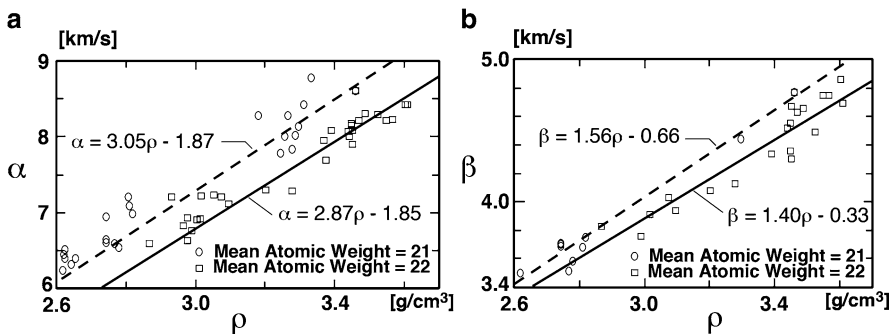 a
[km/s]
9
8
α
7
6
α = 3.05ρ - 1.87
α = 2.87ρ - 1.85
Mean Atomic Weight = 21
Mean Atomic Weight = 22
2.6
3.0
3.4
[g/cm³]
ρ
b
[km/s]
5.0
β
4.0
3.4
β = 1.56ρ - 0.66
β = 1.40ρ - 0.33
Mean Atomic Weight = 21
Mean Atomic Weight = 22
2.6
3.0
3.4
[g/cm³]
ρ